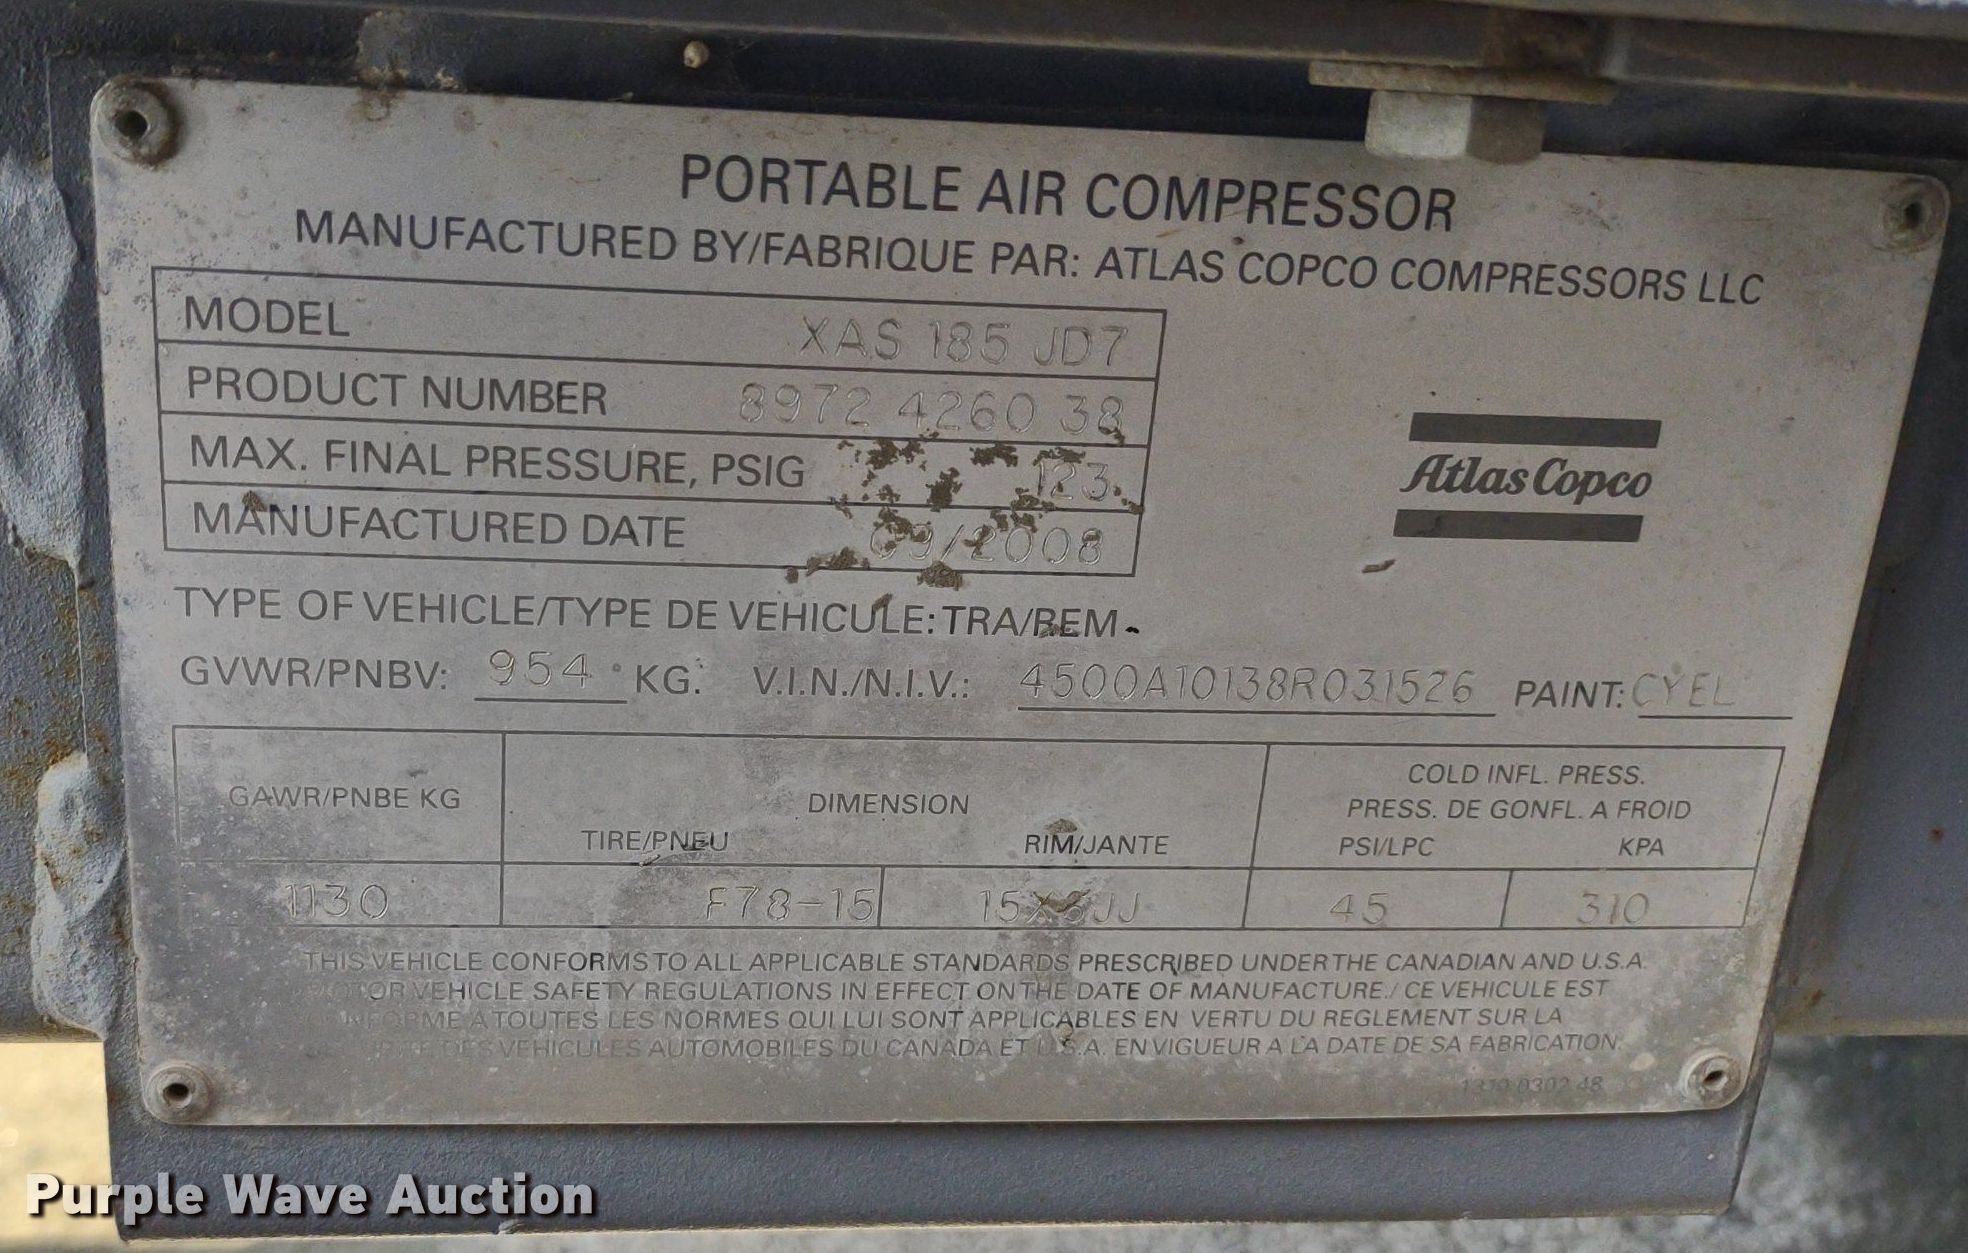 PORTABLE AIR COMPRESSOR
MANUFACTURED BY/FABRIQUE PAR: ATLAS COPCO COMPRESSORS LLC
MODEL XAS 185 JD7
PRODUCT NUMBER 8972 4260 38
MAX. FINAL PRESSURE, PSIG 123
MANUFACTURED DATE 09/2008
Atlas Copco
TYPE OF VEHICLE/TYPE DE VEHICULE: TRA/REM
GVWR/PNBV: 954 KG. V.I.N./N.I.V.: 4500A10138R031526 PAINT: CYEL
GAWR/PNBE KG
DIMENSION
TIRE/PNEU RIM/JANTE
COLD INFL. PRESS.
PRESS. DE GONFL. A FROID
PSI/LPC KPA
1130 F78-15 45 310
THIS VEHICLE CONFORMS TO ALL APPLICABLE STANDARDS PRESCRIBED UNDER THE CANADIAN AND U.S.A.
MOTOR VEHICLE SAFETY REGULATIONS IN EFFECT ON THE DATE OF MANUFACTURE./ CE VEHICULE EST
CONFORME A TOUTES LES NORMES QUI LUI SONT APPLICABLES EN VERTU DU REGLEMENT SUR LA
DES VEHICULES AUTOMOBILES DU CANADA ET U.S.A. EN VIGUEUR A LA DATE DE SA FABRICATION.
1310 0302 48
Purple Wave Auction